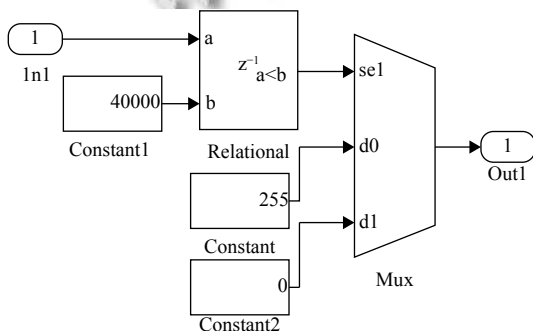 1
1n1
40000
Constant1
a
b
z⁻¹
a<b
Relational
255
Constant
0
Constant2
se1
d0
d1
Mux
1
Out1